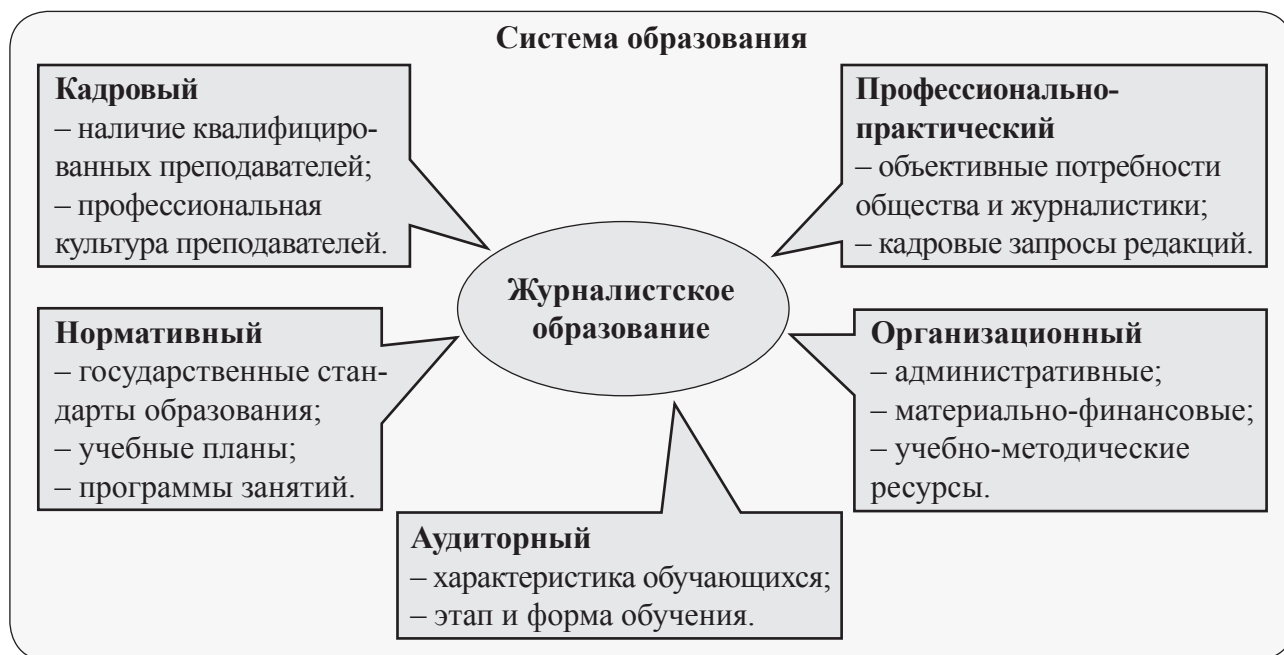 Система образования
Кадровый
– наличие квалифициро-
ванных преподавателей;
– профессиональная
культура преподавателей.
Профессионально-
практический
– объективные потребности
общества и журналистики;
– кадровые запросы редакций.
Журналистское
образование
Нормативный
– государственные стан-
дарты образования;
– учебные планы;
– программы занятий.
Организационный
– административные;
– материально-финансовые;
– учебно-методические
ресурсы.
Аудиторный
– характеристика обучающихся;
– этап и форма обучения.